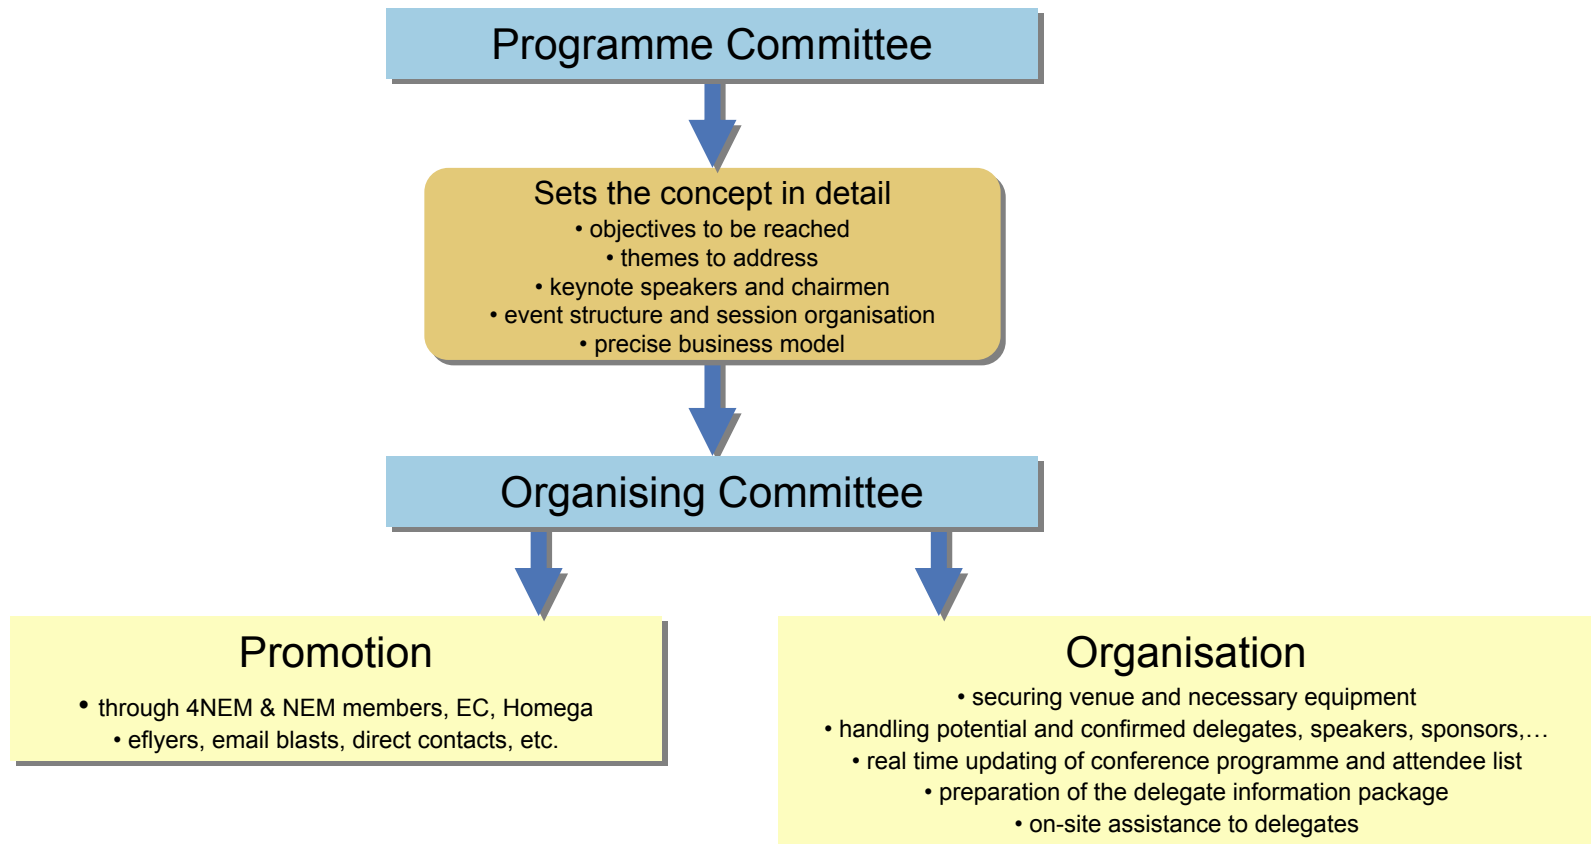 Programme Committee
Sets the concept in detail
• objectives to be reached
• themes to address
• keynote speakers and chairmen
• event structure and session organisation
• precise business model
Organising Committee
Promotion
• through 4NEM & NEM members, EC, Homega
• eflyers, email blasts, direct contacts, etc.
Organisation
• securing venue and necessary equipment
• handling potential and confirmed delegates, speakers, sponsors,…
• real time updating of conference programme and attendee list
• preparation of the delegate information package
• on-site assistance to delegates